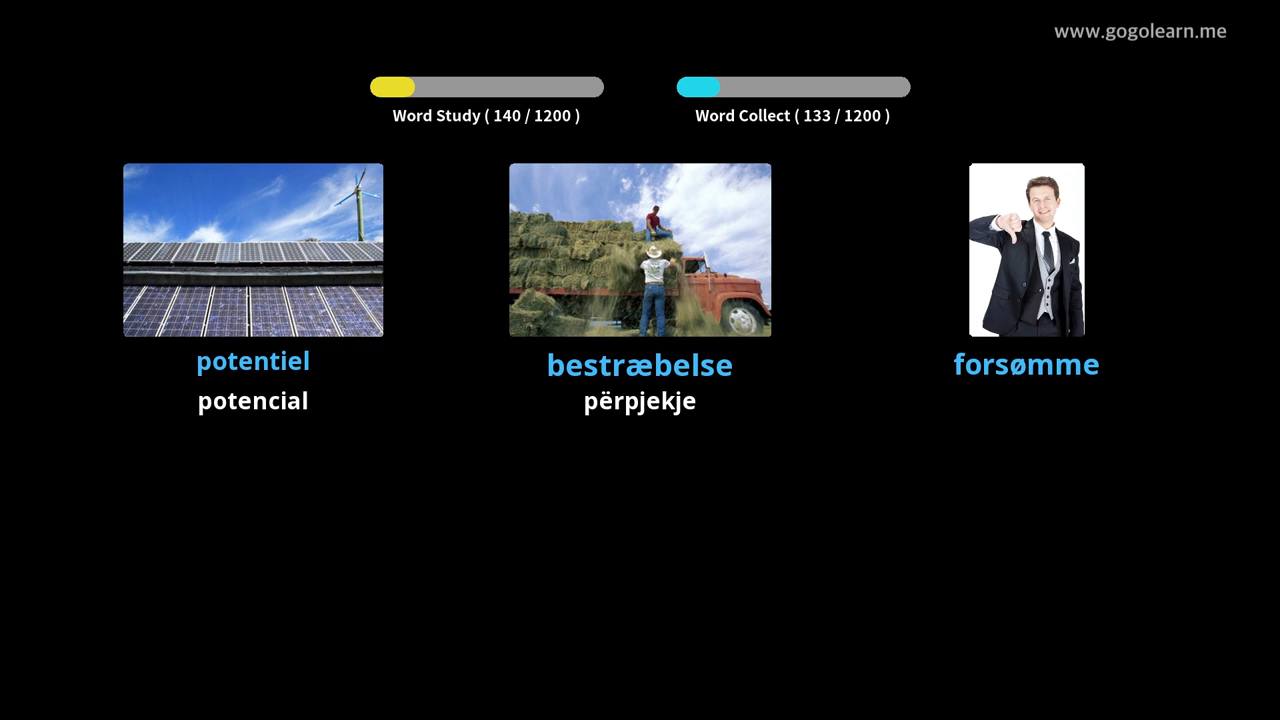 www.gogolearn.me
Word Study ( 140 / 1200 )
Word Collect ( 133 / 1200 )
potentiel
bestræbelse
forsømme
potencial
përpjekje